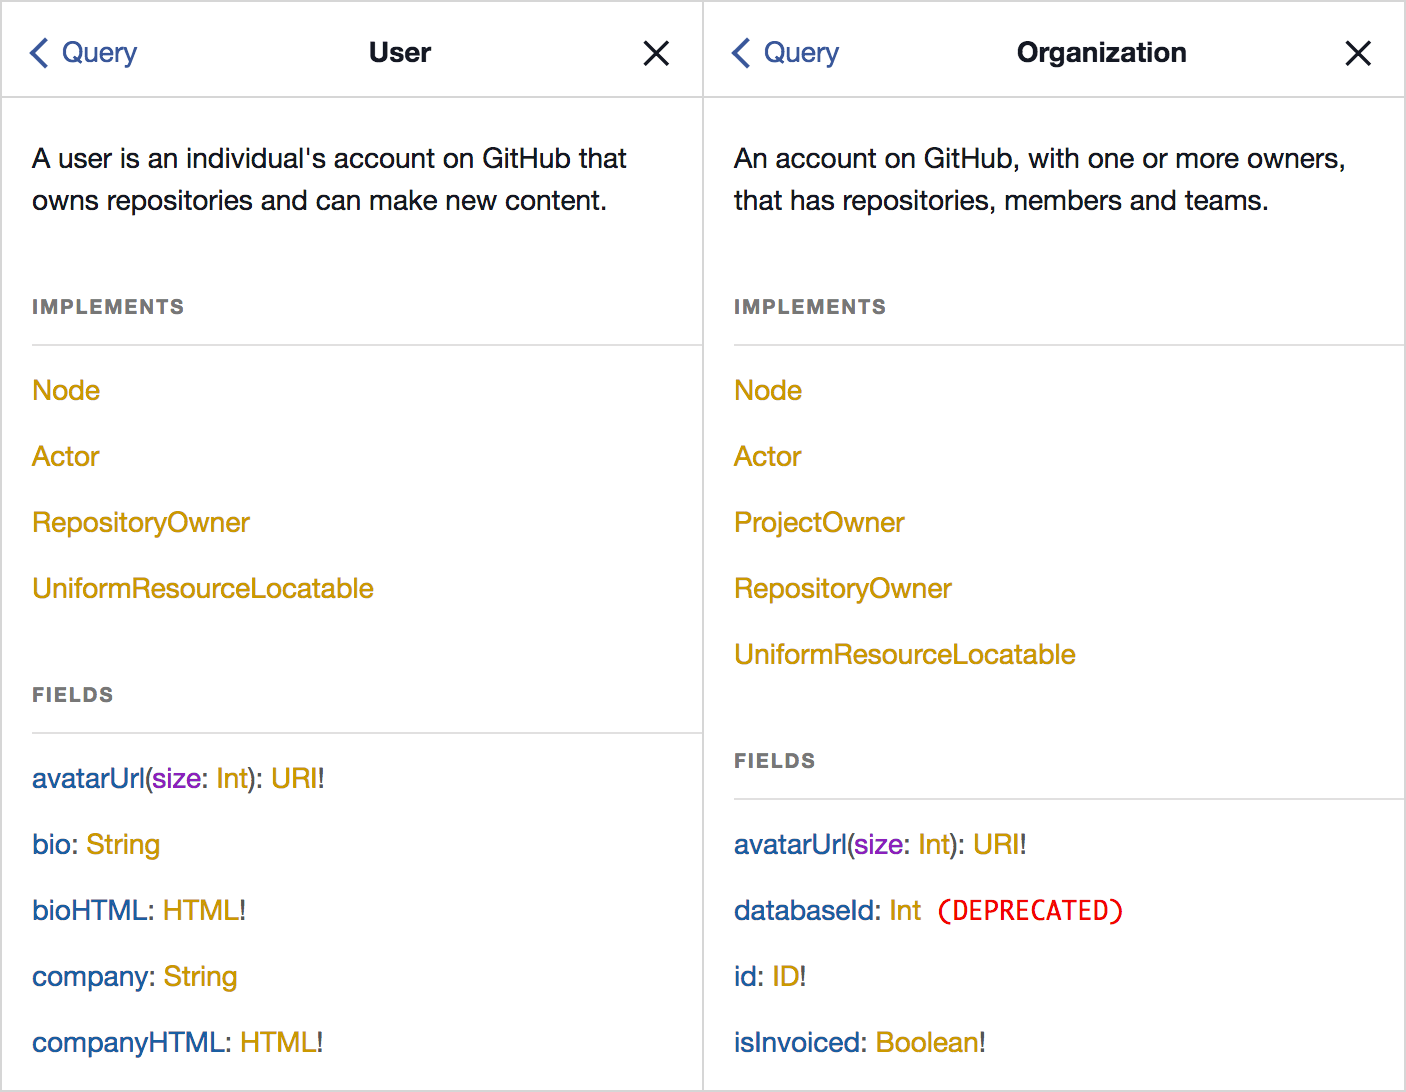 Query
User
A user is an individual's account on GitHub that
owns repositories and can make new content.
IMPLEMENTS
Node
Actor
RepositoryOwner
UniformResourceLocatable
FIELDS
avatarUrl(size: Int): URI!
bio: String
bioHTML: HTML!
company: String
companyHTML: HTML!
Query
Organization
An account on GitHub, with one or more owners,
that has repositories, members and teams.
IMPLEMENTS
Node
Actor
ProjectOwner
RepositoryOwner
UniformResourceLocatable
FIELDS
avatarUrl(size: Int): URI!
databaseId: Int (DEPRECATED)
id: ID!
isInvoiced: Boolean!